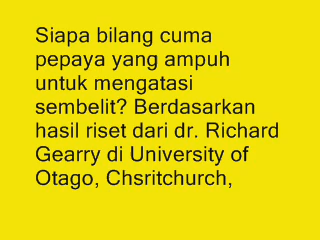 Siapa bilang cuma
pepaya yang ampuh
untuk mengatasi
sembelit? Berdasarkan
hasil riset dari dr. Richard
Gearry di University of
Otago, Chsritchurch,